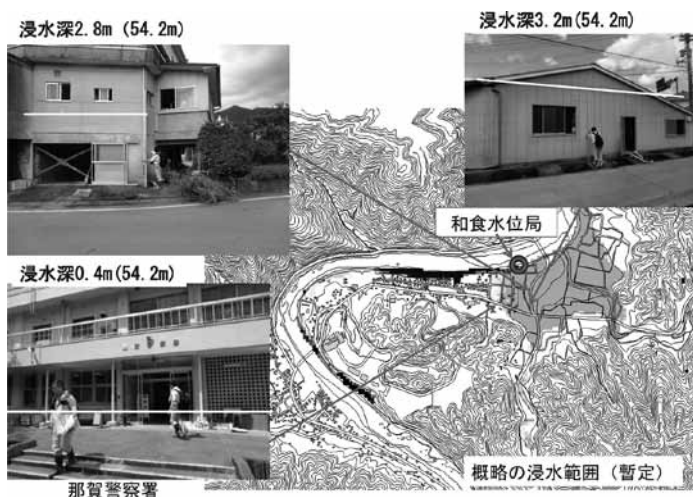 浸水深2.8m (54.2m)
浸水深3.2m(54.2m)
和食水位局
浸水深0.4m(54.2m)
那賀警察署
概略の浸水範囲（暫定）